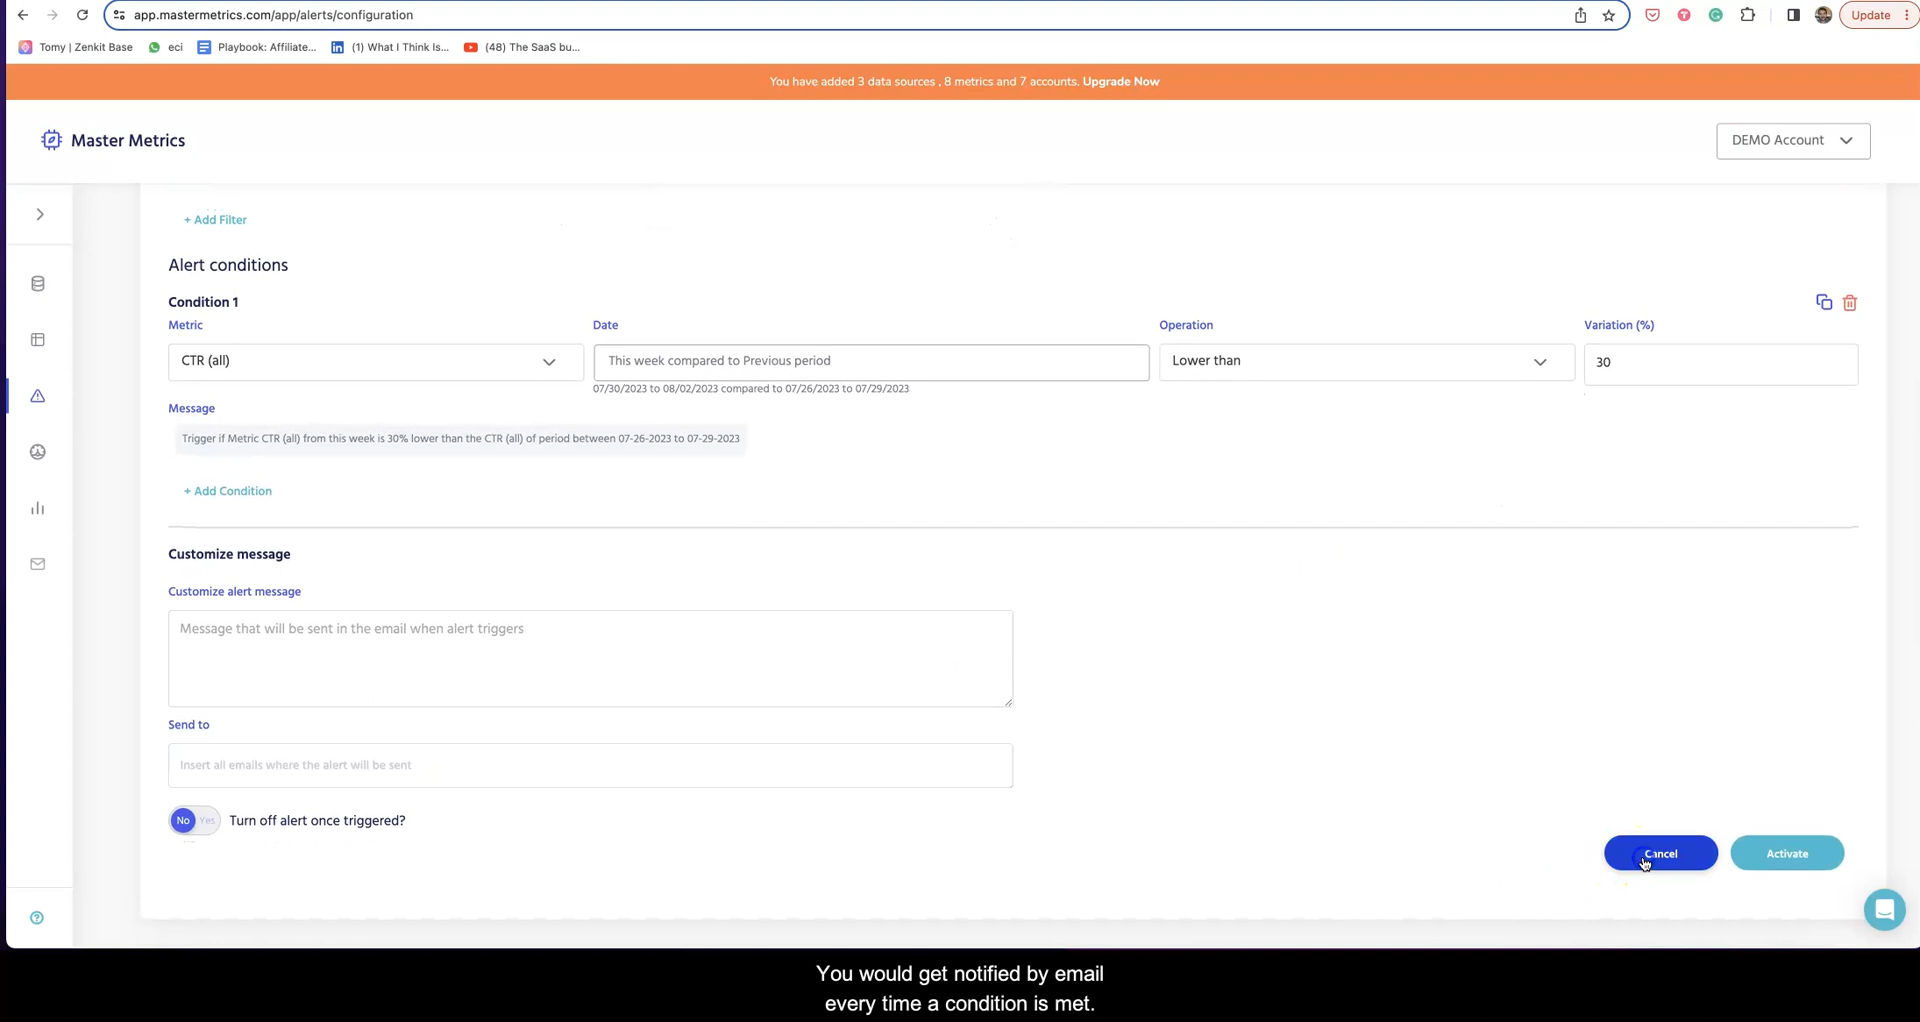 app.mastermetrics.com/app/alerts/configuration
Update
Tomy | Zenkit Base
eci
Playbook: Affiliate...
(1) What I Think Is...
(48) The SaaS bu...
You have added 3 data sources , 8 metrics and 7 accounts. Upgrade Now
Master Metrics
DEMO Account
+ Add Filter
Alert conditions
Condition 1
Metric
Date
Operation
Variation (%)
CTR (all)
This week compared to Previous period
Lower than
30
07/30/2023 to 08/02/2023 compared to 07/26/2023 to 07/29/2023
Message
Trigger if Metric CTR (all) from this week is 30% lower than the CTR (all) of period between 07-26-2023 to 07-29-2023
+ Add Condition
Customize message
Customize alert message
Message that will be sent in the email when alert triggers
Send to
Insert all emails where the alert will be sent
No Yes Turn off alert once triggered?
Cancel
Activate
You would get notified by email
every time a condition is met.